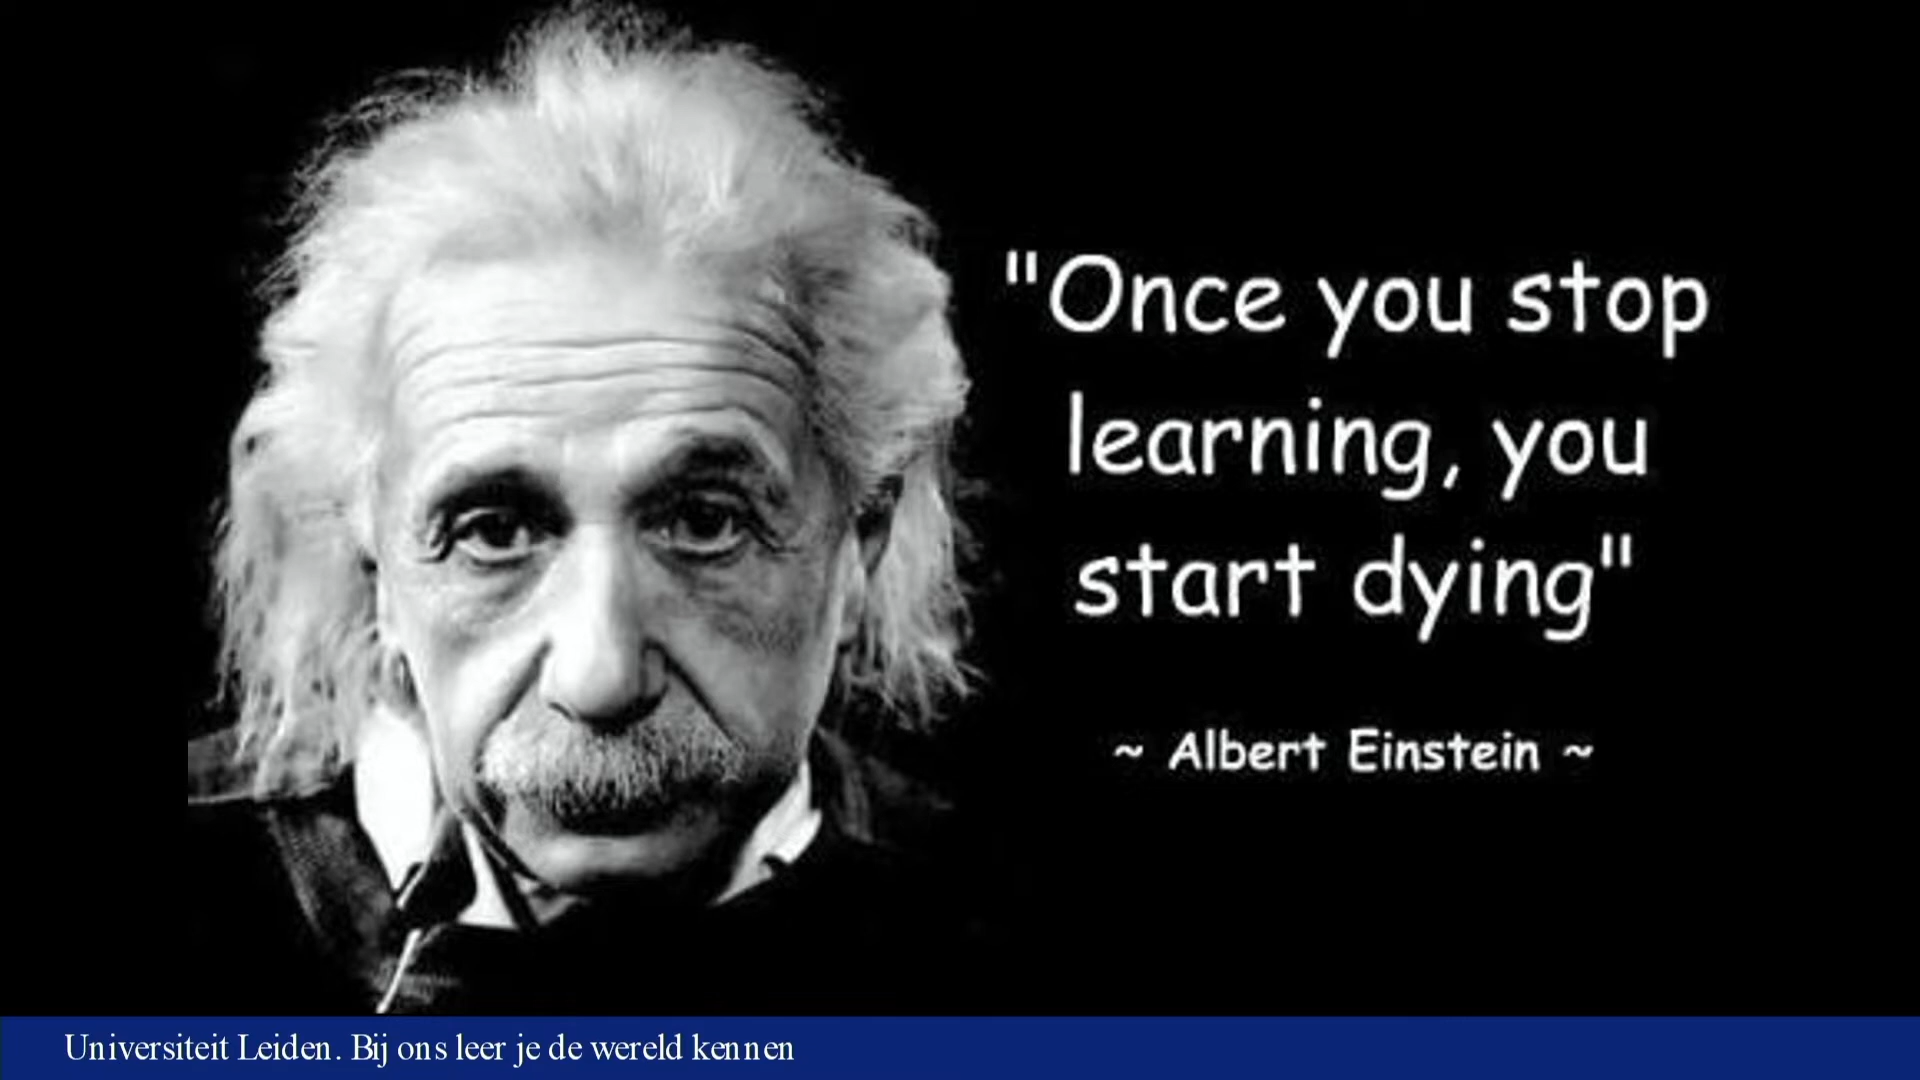 "Once you stop
learning, you
start dying"
~ Albert Einstein ~
Universiteit Leiden. Bij ons leer je de wereld kennen